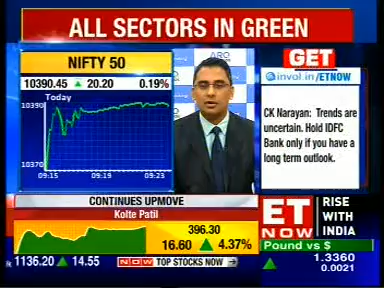 ALL SECTORS IN GREEN
NIFTY 50
10390.45 20.20 0.19%
Today
10390
10370
09:15 09:19 09:23
GET
invol.in/ETNOW
CK Narayan: Trends are
uncertain. Hold IDFC
Bank only if you have a
long term outlook.
CONTINUES UPMOVE
Kolte Patil
396.30
16.60 4.37%
ET
NOW
RISE
WITH
INDIA
Pound vs $
1.3360
0.0021
1136.20 14.55
NOW TOP STOCKS NOW